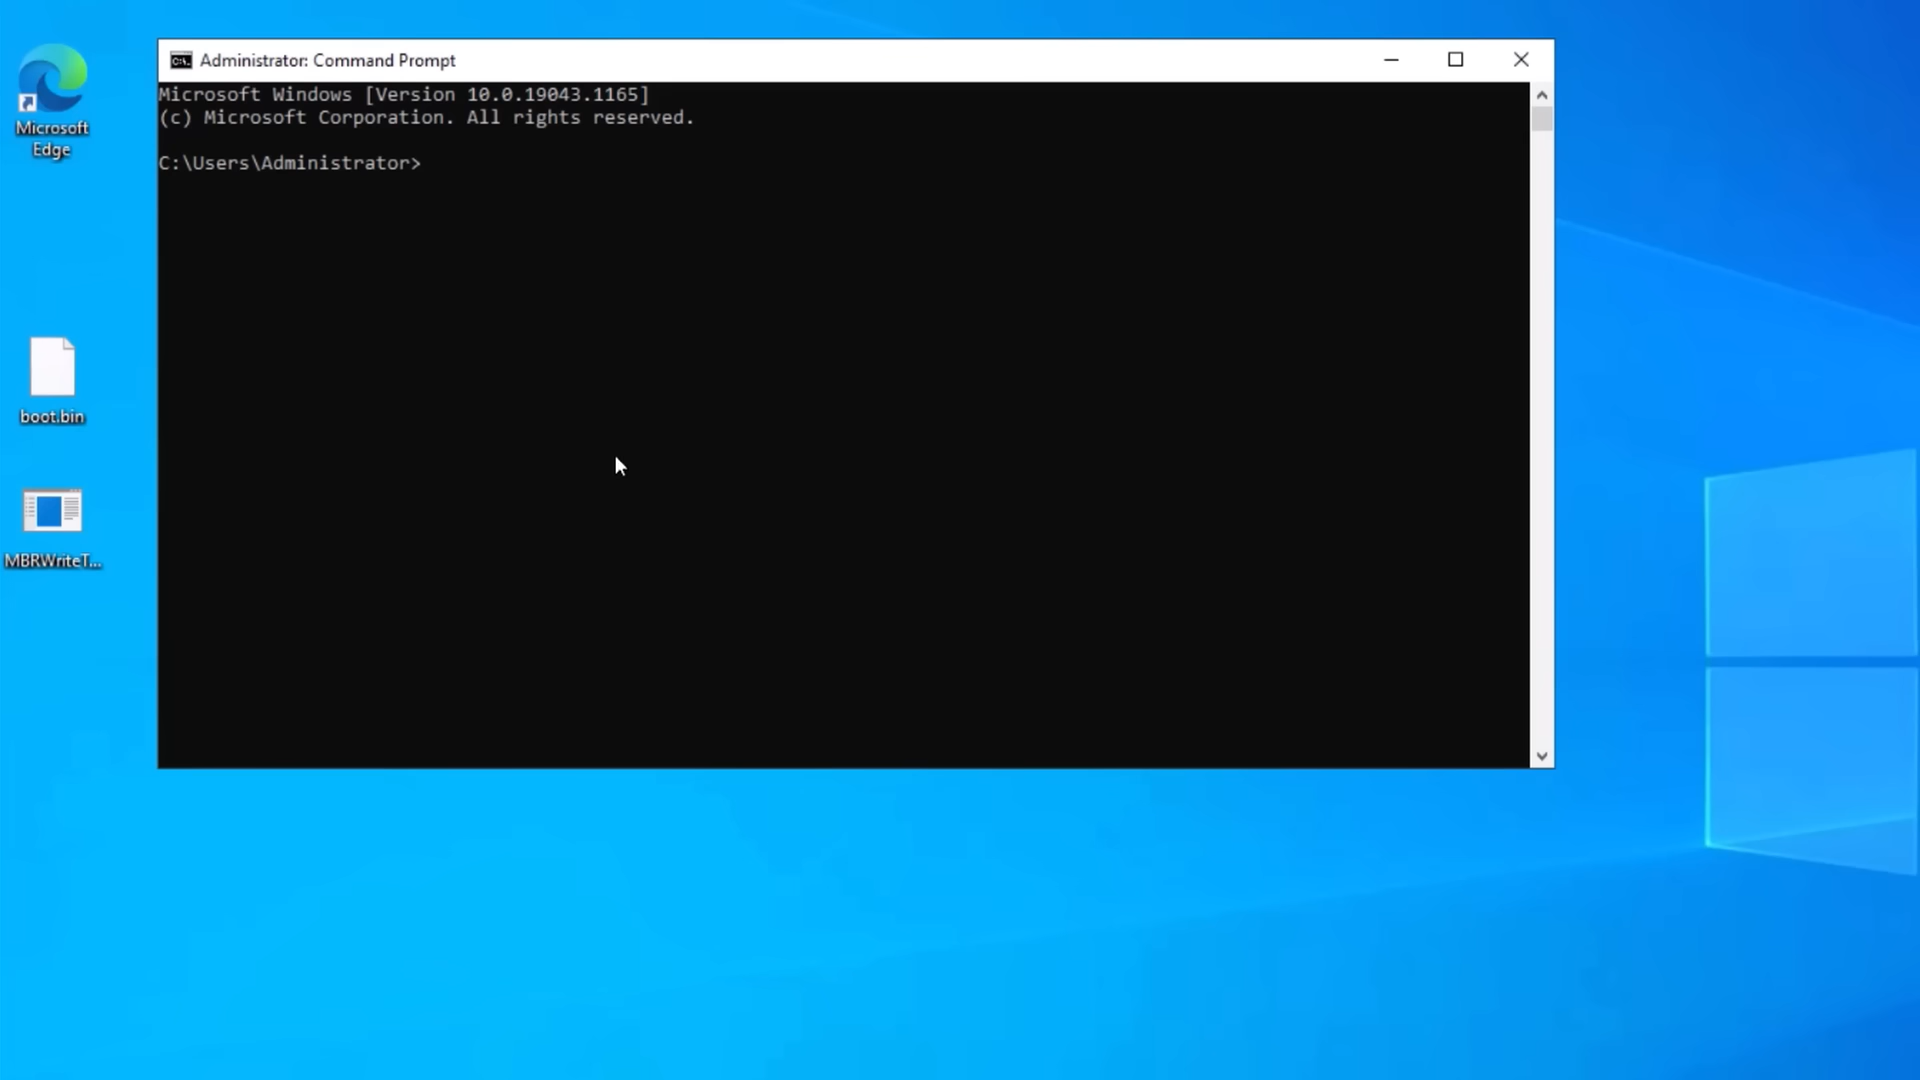 Administrator: Command Prompt
Microsoft Windows [Version 10.0.19043.1165]
(c) Microsoft Corporation. All rights reserved.
C:\Users\Administrator>
Microsoft
Edge
boot.bin
MBRWriteT...